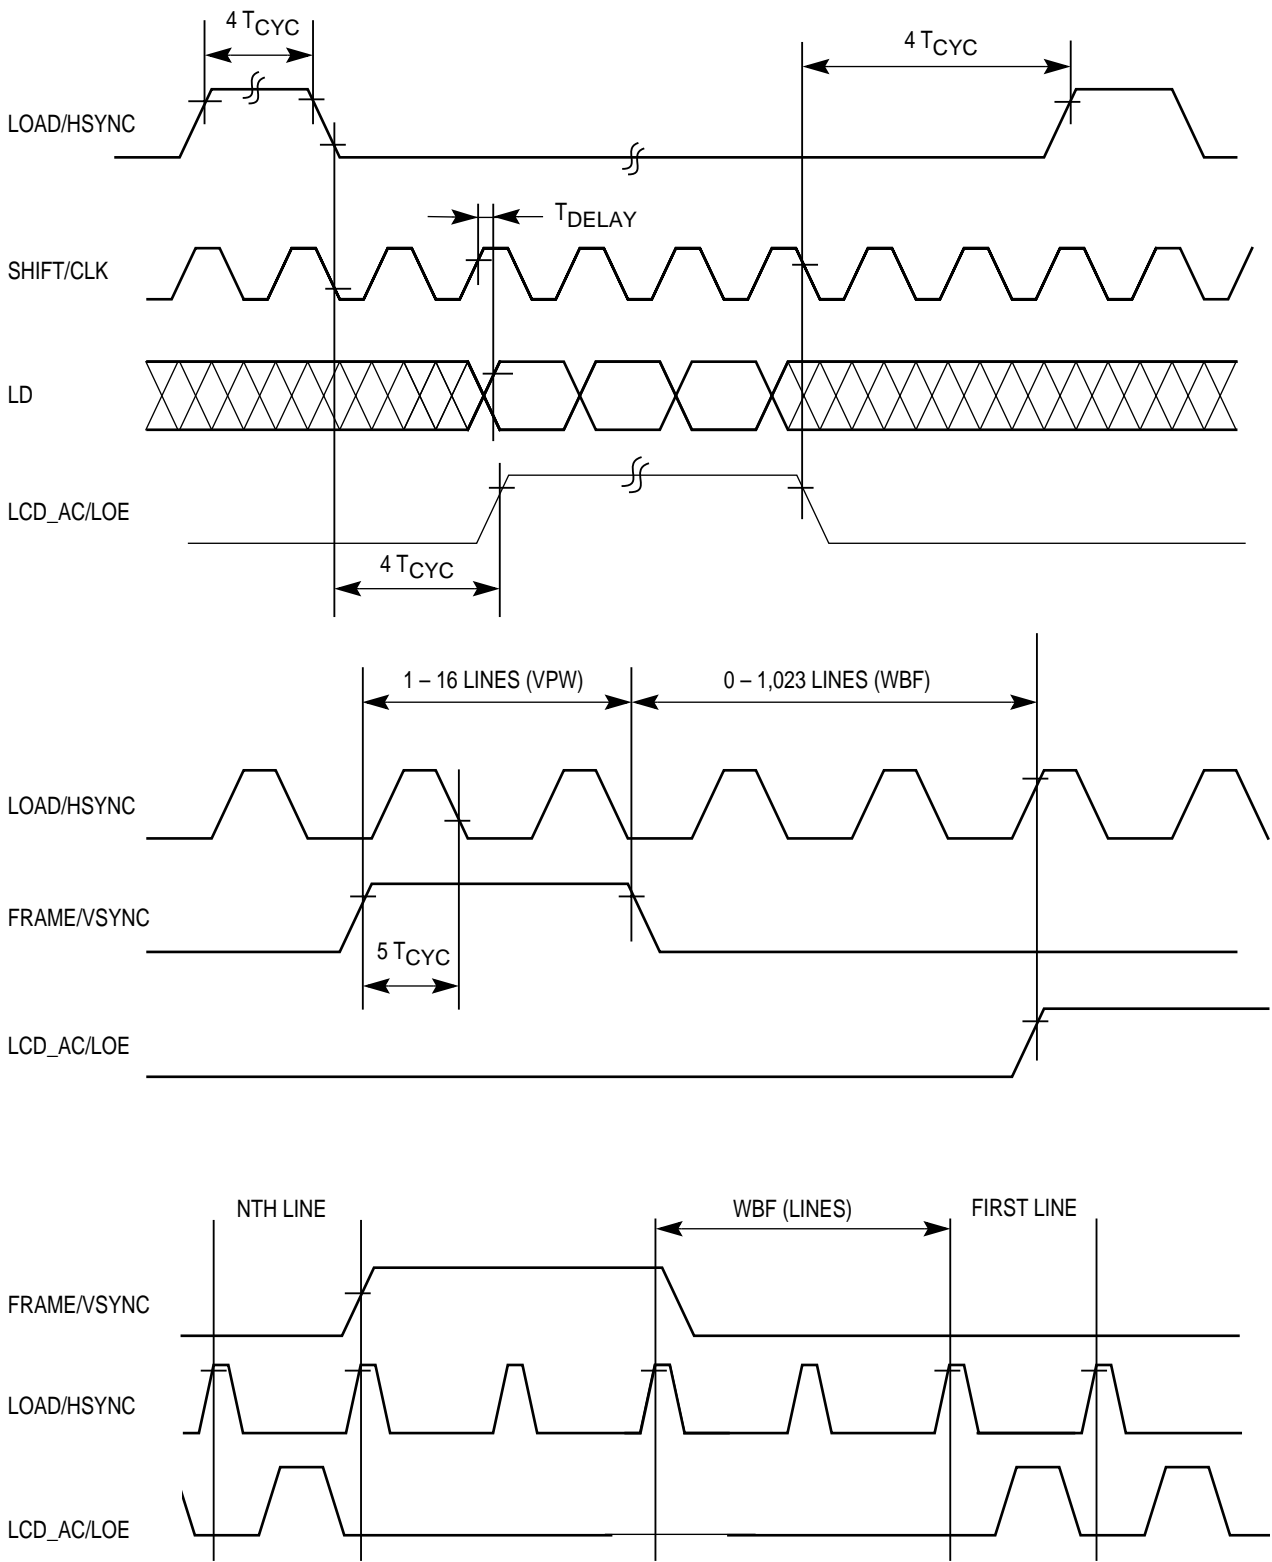 4 TCYC
4 TCYC
LOAD/HSYNC
TDELAY
SHIFT/CLK
LD
LCD_AC/LOE
4 TCYC
1 – 16 LINES (VPW)
0 – 1,023 LINES (WBF)
LOAD/HSYNC
FRAME/VSYNC
5 TCYC
LCD_AC/LOE
NTH LINE
WBF (LINES)
FIRST LINE
FRAME/VSYNC
LOAD/HSYNC
LCD_AC/LOE